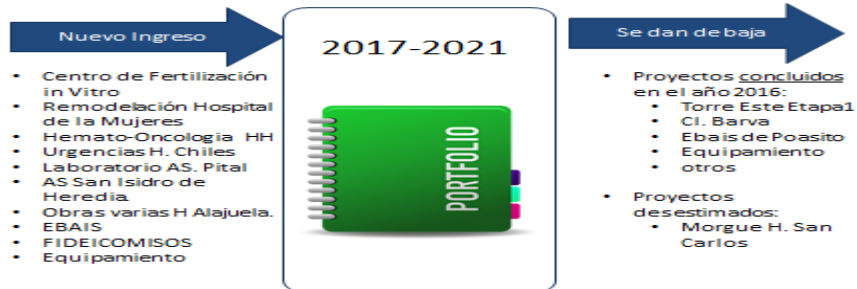 Nuevo Ingreso
• Centro de Fertilización
in Vitro
• Remodelación Hospital
de la Mujeres
• Hemato-Oncologia HH
• Urgencias H. Chiles
• Laboratorio AS. Pital
• AS San Isidro de
Heredia.
• Obras varias H Alajuela.
• EBAIS
• FIDEICOMISOS
• Equipamiento
2017-2021
PORTFOLIO
Se dan de baja
• Proyectos concluidos
en el año 2016:
• Torre Este Etapa1
• Cl. Barva
• Ebais de Poasito
• Equipamiento
• otros
• Proyectos
desestimados:
• Morgue H. San
Carlos